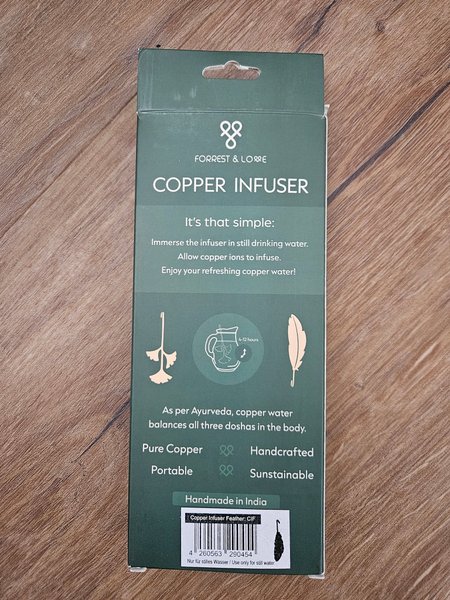 FORREST & LOVE
COPPER INFUSER
It's that simple:
Immerse the infuser in still drinking water.
Allow copper ions to infuse.
Enjoy your refreshing copper water!
6-12 hours
As per Ayurveda, copper water
balances all three doshas in the body.
Pure Copper Handcrafted
Portable Sunstainable
Handmade in India
Copper Infuser Feather; CIF
4 260563 290454
Nur für stilles Wasser / Use only for still water.